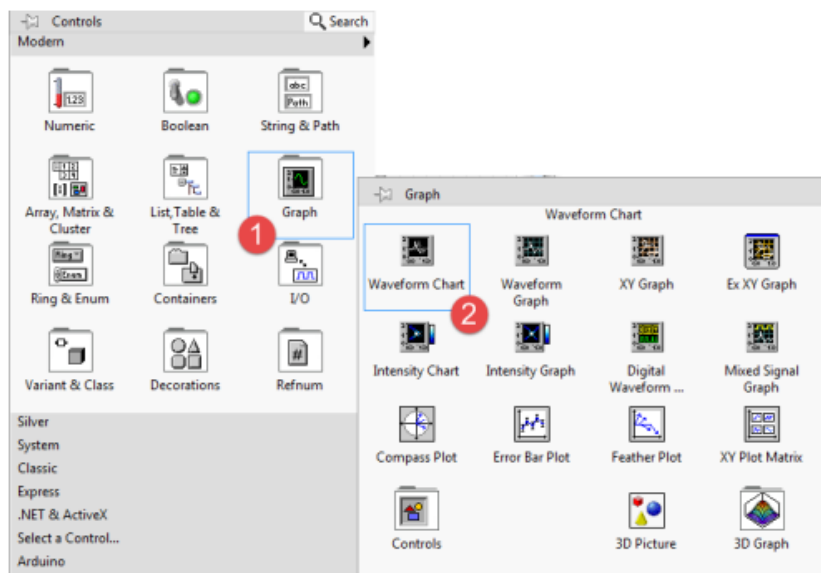 Controls
Search
Modern
Numeric
Boolean
String & Path
Array, Matrix &
Cluster
List, Table &
Tree
Graph
1
Ring & Enum
Containers
I/O
Variant & Class
Decorations
Refnum
Silver
System
Classic
Express
.NET & ActiveX
Select a Control...
Arduino
Graph
Waveform Chart
Waveform Chart
Waveform
Graph
XY Graph
Ex XY Graph
2
Intensity Chart
Intensity Graph
Digital
Waveform ...
Mixed Signal
Graph
Compass Plot
Error Bar Plot
Feather Plot
XY Plot Matrix
Controls
3D Picture
3D Graph